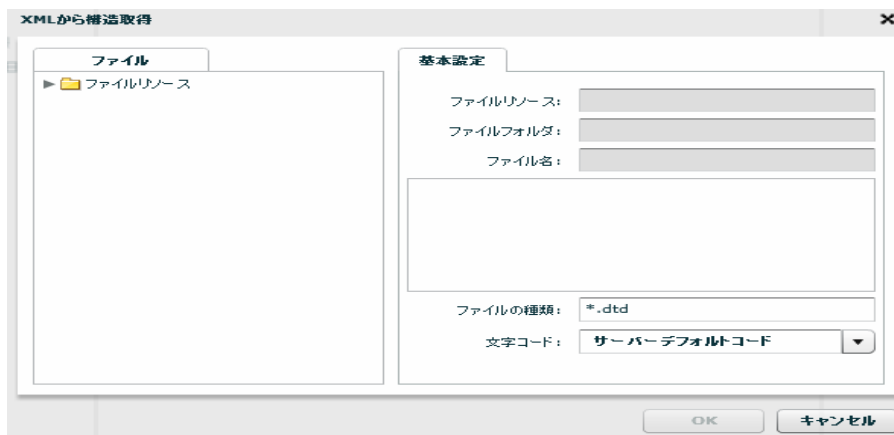 XMLから構造取得
ファイル
ファイルリソース
基本設定
ファイルリソース:
ファイルフォルダ:
ファイル名:
ファイルの種類: *.dtd
文字コード: サーバーデフォルトコード
OK キャンセル